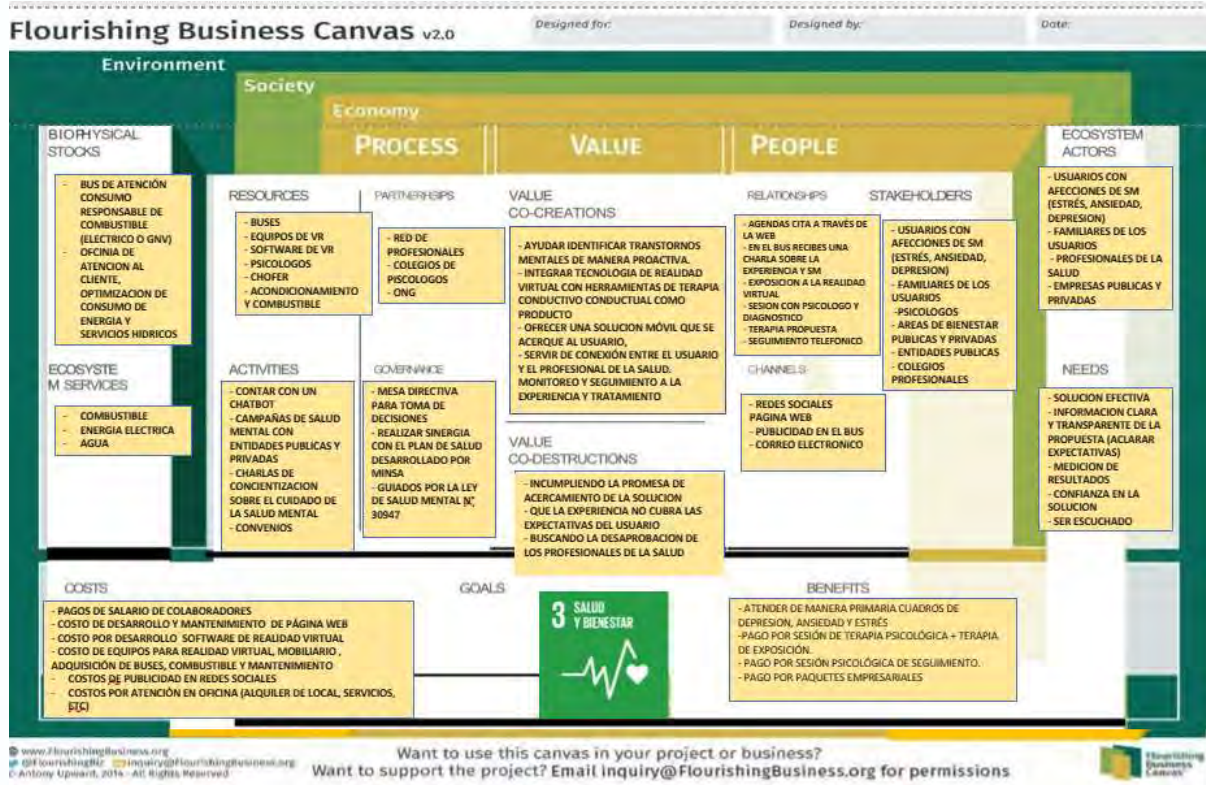 Flourishing Business Canvas v2.0
Designed for:
Designed by:
Date:
Environment
Society
Economy
PROCESS
VALUE
PEOPLE
BIOPHYSICAL
STOCKS
- BUS DE ATENCIÓN
CONSUMO
RESPONSABLE DE
COMBUSTIBLE
(ELECTRICO O GNV)
- OFCINIA DE
ATENCION AL
CLIENTE,
OPTIMIZACION DE
CONSUMO DE
ENERGIA Y
SERVICIOS HIDRICOS
ECOSYSTE
M SERVICES
- COMBUSTIBLE
- ENERGIA ELECTRICA
- AGUA
RESOURCES
- BUSES
- EQUIPOS DE VR
- SOFTWARE DE VR
- PSICOLOGOS
- CHOFER
- ACONDICIONAMIENTO
Y COMBUSTIBLE
ACTIVITIES
- CONTAR CON UN
CHATBOT
- CAMPAÑAS DE SALUD
MENTAL CON
ENTIDADES PUBLICAS Y
PRIVADAS
- CHARLAS DE
CONCIENTIZACION
SOBRE EL CUIDADO DE
LA SALUD MENTAL
- CONVENIOS
PARTNERHSIPS
- RED DE
PROFESIONALES
- COLEGIOS DE
PISCOLOGOS
- ONG
GOVERNANCE
- MESA DIRECTIVA
PARA TOMA DE
DECISIONES
- REALIZAR SINERGIA
CON EL PLAN DE SALUD
DESARROLLADO POR
MINSA
- GUIADOS POR LA LEY
DE SALUD MENTAL N°
30947
VALUE
CO-CREATIONS
- AYUDAR IDENTIFICAR TRANSTORNOS
MENTALES DE MANERA PROACTIVA.
- INTEGRAR TECNOLOGIA DE REALIDAD
VIRTUAL CON HERRAMIENTAS DE TERAPIA
CONDUCTIVO CONDUCTUAL COMO
PRODUCTO
- OFRECER UNA SOLUCION MÓVIL QUE SE
ACERQUE AL USUARIO,
- SERVIR DE CONEXIÓN ENTRE EL USUARIO
Y EL PROFESIONAL DE LA SALUD.
MONITOREO Y SEGUIMIENTO A LA
EXPERIENCIA Y TRATAMIENTO
VALUE
CO-DESTRUCTIONS
- INCUMPLIENDO LA PROMESA DE
ACERCAMIENTO DE LA SOLUCION
- QUE LA EXPERIENCIA NO CUBRA LAS
EXPECTATIVAS DEL USUARIO
- BUSCANDO LA DESAPROBACION DE
LOS PROFESIONALES DE LA SALUD
RELATIONSHIPS
- AGENDAS CITA A TRAVÉS DE
LA WEB
- EN EL BUS RECIBES UNA
CHARLA SOBRE LA
EXPERIENCIA Y SM
- EXPOSICION A LA REALIDAD
VIRTUAL
- SESION CON PSICOLOGO Y
DIAGNOSTICO
- TERAPIA PROPUESTA
- SEGUIMIENTO TELEFONICO
CHANNELS
- REDES SOCIALES
PAGINA WEB
- PUBLICIDAD EN EL BUS
- CORREO ELECTRONICO
STAKEHOLDERS
- USUARIOS CON
AFECCIONES DE SM
(ESTRÉS, ANSIEDAD,
DEPRESION)
- FAMILIARES DE LOS
USUARIOS
-PSICOLOGOS
- AREAS DE BIENESTAR
PUBLICAS Y PRIVADAS
- ENTIDADES PUBLICAS
- COLEGIOS
PROFESIONALES
ECOSYSTEM
ACTORS
- USUARIOS CON
AFECCIONES DE SM
(ESTRÉS, ANSIEDAD,
DEPRESION)
- FAMILIARES DE LOS
USUARIOS
- PROFESIONALES DE LA
SALUD
- EMPRESAS PUBLICAS Y
PRIVADAS
NEEDS
- SOLUCION EFECTIVA
- INFORMACION CLARA
Y TRANSPARENTE DE LA
PROPUESTA (ACLARAR
EXPECTATIVAS)
- MEDICION DE
RESULTADOS
- CONFIANZA EN LA
SOLUCION
- SER ESCUCHADO
COSTS
- PAGOS DE SALARIO DE COLABORADORES
- COSTO DE DESARROLLO Y MANTENIMIENTO DE PÁGINA WEB
- COSTO POR DESARROLLO SOFTWARE DE REALIDAD VIRTUAL
- COSTO DE EQUIPOS PARA REALIDAD VIRTUAL, MOBILIARIO ,
ADQUISICIÓN DE BUSES, COMBUSTIBLE Y MANTENIMIENTO
- COSTOS DE PUBLICIDAD EN REDES SOCIALES
- COSTOS POR ATENCIÓN EN OFICINA (ALQUILER DE LOCAL, SERVICIOS,
ETC)
GOALS
3 SALUD
Y BIENESTAR
BENEFITS
- ATENDER DE MANERA PRIMARIA CUADROS DE
DEPRESION, ANSIEDAD Y ESTRÉS
-PAGO POR SESIÓN DE TERAPIA PSICOLÓGICA + TERAPIA
DE EXPOSICIÓN.
- PAGO POR SESIÓN PSICOLÓGICA DE SEGUIMIENTO.
- PAGO POR PAQUETES EMPRESARIALES
www.FlourishingBusiness.org
@FlourishingBiz inquiry@FlourishingBusiness.org
© Antony Upward, 2014 - All Rights Reserved
Want to use this canvas in your project or business?
Want to support the project? Email inquiry@FlourishingBusiness.org for permissions
Flourishing
Business
Canvas